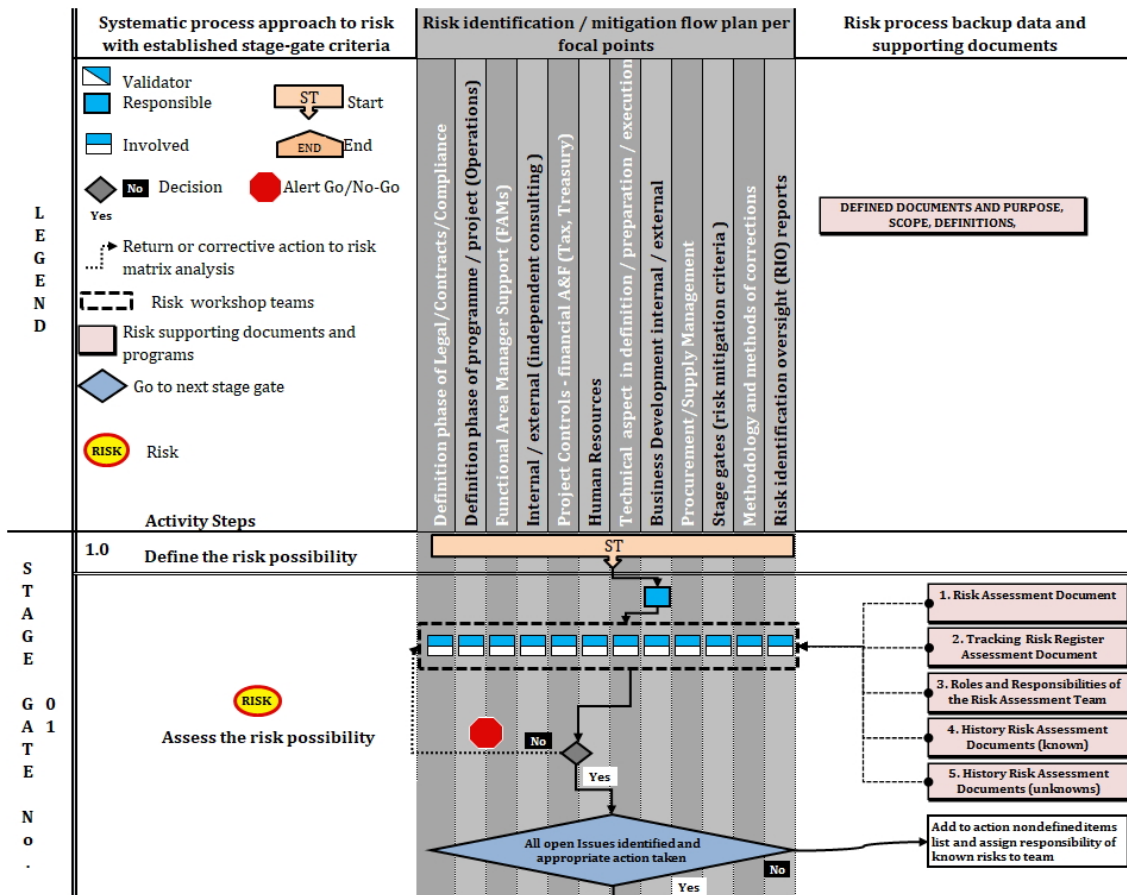 Systematic process approach to risk
with established stage-gate criteria
Risk identification / mitigation flow plan per
focal points
Risk process backup data and
supporting documents
L
E
G
E
N
D
Validator
Responsible
ST
Start
Involved
END
End
No
Decision
Alert Go/No-Go
Yes
Return or corrective action to risk
matrix analysis
Risk workshop teams
Risk supporting documents and
programs
Go to next stage gate
RISK
Risk
Activity Steps
Definition phase of Legal/Contracts/Compliance
Definition phase of programme / project (Operations)
Functional Area Manager Support (FAMs)
Internal / external (independent consulting )
Project Controls - financial A&F (Tax, Treasury)
Human Resources
Technical aspect in definition / preparation / execution
Business Development internal / external
Procurement/Supply Management
Stage gates (risk mitigation criteria )
Methodology and methods of corrections
Risk identification oversight (RIO) reports
DEFINED DOCUMENTS AND PURPOSE,
SCOPE, DEFINITIONS,
S
T
A
G
E
G
A
T
E
N
o
.
0
1
1.0
Define the risk possibility
ST
RISK
Assess the risk possibility
No
Yes
All open Issues identified and
appropriate action taken
No
Yes
1. Risk Assessment Document
2. Tracking Risk Register
Assessment Document
3. Roles and Responsibilities of
the Risk Assessment Team
4. History Risk Assessment
Documents (known)
5. History Risk Assessment
Documents (unknowns)
Add to action nondefined items
list and assign responsibility of
known risks to team